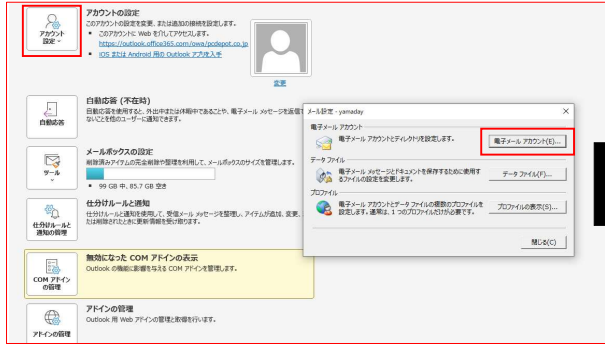 アカウントの設定
このアカウントの設定を変更、または追加の接続を設定します。
アカウント
設定
このアカウントに Web を介してアクセスします。
https://outlook.office365.com/owa/pcdepot.co.jp
iOS または Android 用の Outlook アプリを入手
変更
自動応答 (不在時)
自動応答を使用すると、外出中または休暇中であることや、電子メール メッセージを返信で
ないことを他のユーザーに通知できます。
自動応答
メールボックスの設定
削除済みアイテムの完全削除や整理を利用して、メールボックスのサイズを管理します。
ツール
99 GB 中、85.7 GB 空き
仕分けルールと通知
仕分けルールと通知を使用して、受信メール メッセージを整理し、アイテムが追加、変更、
たは削除されたときに更新情報を受け取ります。
仕分けルールと
通知の管理
無効になった COM アドインの表示
Outlook の機能に影響を与える COM アドインを管理します。
COM アドイン
の管理
アドインの管理
Outlook 用 Web アドインの管理と取得を行います。
アドインの管理
メール設定 - yamaday
×
電子メール アカウント
電子メール アカウントとディレクトリを設定します。
電子メール アカウント(E)...
データ ファイル
電子メール メッセージとドキュメントを保存するために使用す
るファイルの設定を変更します。
データ ファイル(F)...
プロファイル
電子メール アカウントとデータ ファイルの複数のプロファイルを
設定します。通常は、1 つのプロファイルだけが必要です。
プロファイルの表示(S)...
閉じる(C)